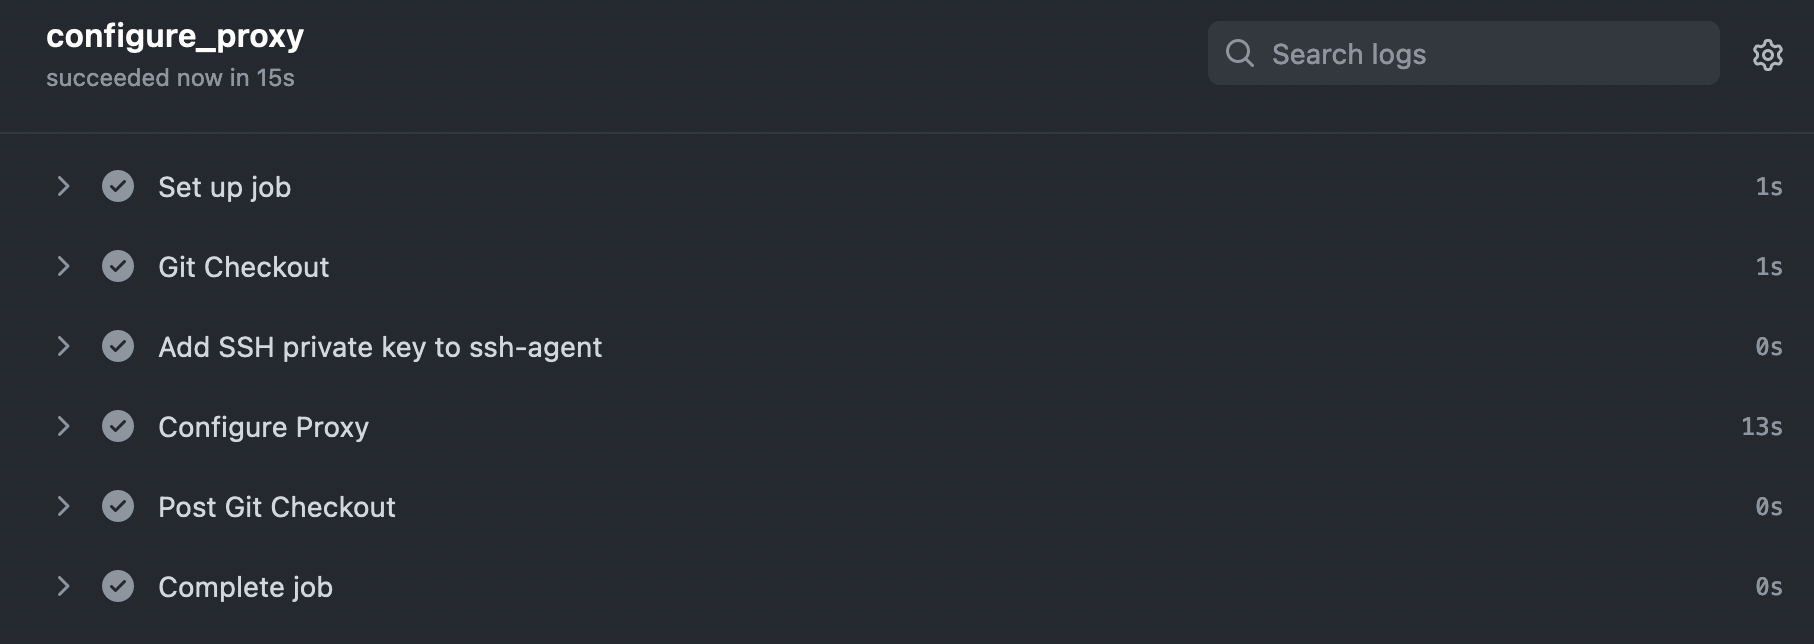 configure_proxy
succeeded now in 15s
Search logs
Set up job 1s
Git Checkout 1s
Add SSH private key to ssh-agent 0s
Configure Proxy 13s
Post Git Checkout 0s
Complete job 0s